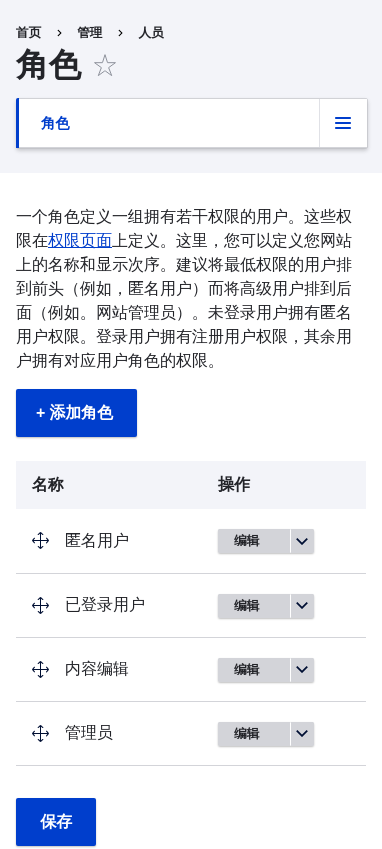 首页 › 管理 › 人员
角色
角色
一个角色定义一组拥有若干权限的用户。这些权
限在权限页面上定义。这里，您可以定义您网站
上的名称和显示次序。建议将最低权限的用户排
到前头（例如，匿名用户）而将高级用户排到后
面（例如。网站管理员）。未登录用户拥有匿名
用户权限。登录用户拥有注册用户权限，其余用
户拥有对应用户角色的权限。
+ 添加角色
名称 操作
匿名用户 编辑
已登录用户 编辑
内容编辑 编辑
管理员 编辑
保存